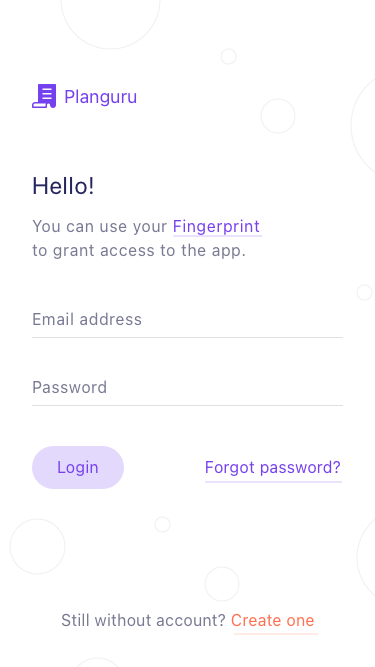 Planguru
Hello!
You can use your Fingerprint
to grant access to the app.
Email address
Password
Login
Forgot password?
Still without account? Create one